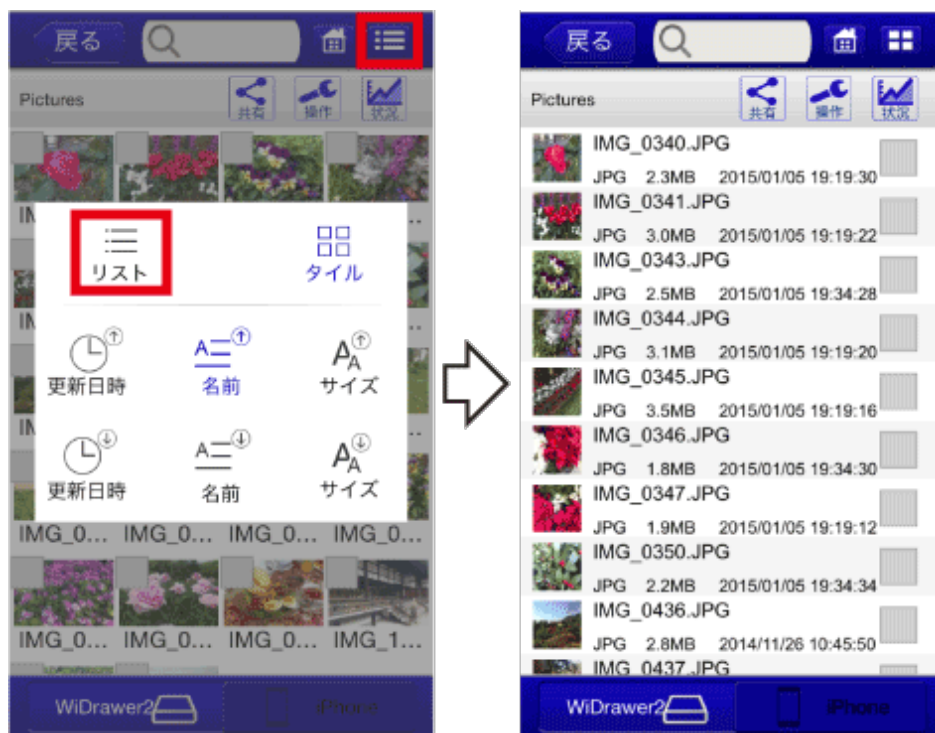 戻る
Pictures
共有 操作 状況
リスト タイル
更新日時 名前 サイズ
更新日時 名前 サイズ
IMG_0... IMG_0... IMG_0... IMG_0...
IMG_0... IMG_0... IMG_0... IMG_1...
WiDrawer2 iPhone
戻る
Pictures
共有 操作 状況
IMG_0340.JPG
JPG 2.3MB 2015/01/05 19:19:30
IMG_0341.JPG
JPG 3.0MB 2015/01/05 19:19:22
IMG_0343.JPG
JPG 2.5MB 2015/01/05 19:34:28
IMG_0344.JPG
JPG 3.1MB 2015/01/05 19:19:20
IMG_0345.JPG
JPG 3.5MB 2015/01/05 19:19:16
IMG_0346.JPG
JPG 1.8MB 2015/01/05 19:34:30
IMG_0347.JPG
JPG 1.9MB 2015/01/05 19:19:12
IMG_0350.JPG
JPG 2.2MB 2015/01/05 19:34:34
IMG_0436.JPG
JPG 2.8MB 2014/11/26 10:45:50
IMG_0437.JPG
WiDrawer2 iPhone